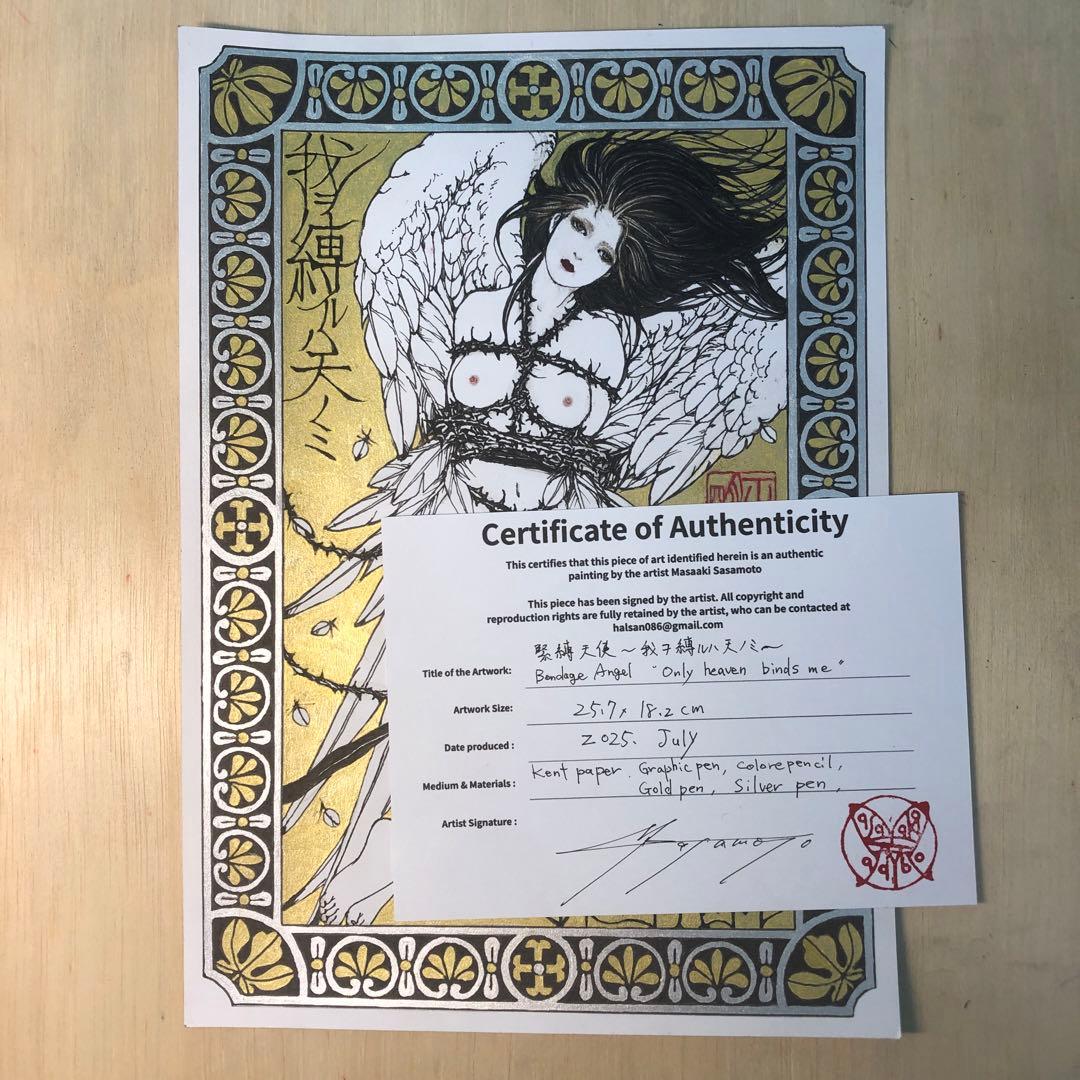 我ヲ縛ルハ天ノミ
Certificate of Authenticity
This certifies that this piece of art identified herein is an authentic
painting by the artist Masaaki Sasamoto
This piece has been signed by the artist. All copyright and
reproduction rights are fully retained by the artist, who can be contacted at
halsan086@gmail.com
緊縛天使〜我ヲ縛ルハ天ノミ〜
Title of the Artwork: Bondage Angel "Only heaven binds me"
Artwork Size: 25.7 x 18.2 cm
Date produced : 2025. July
Kent paper. Graphic pen, colore pencil,
Medium & Materials : Gold pen, Silver pen,
Artist Signature :